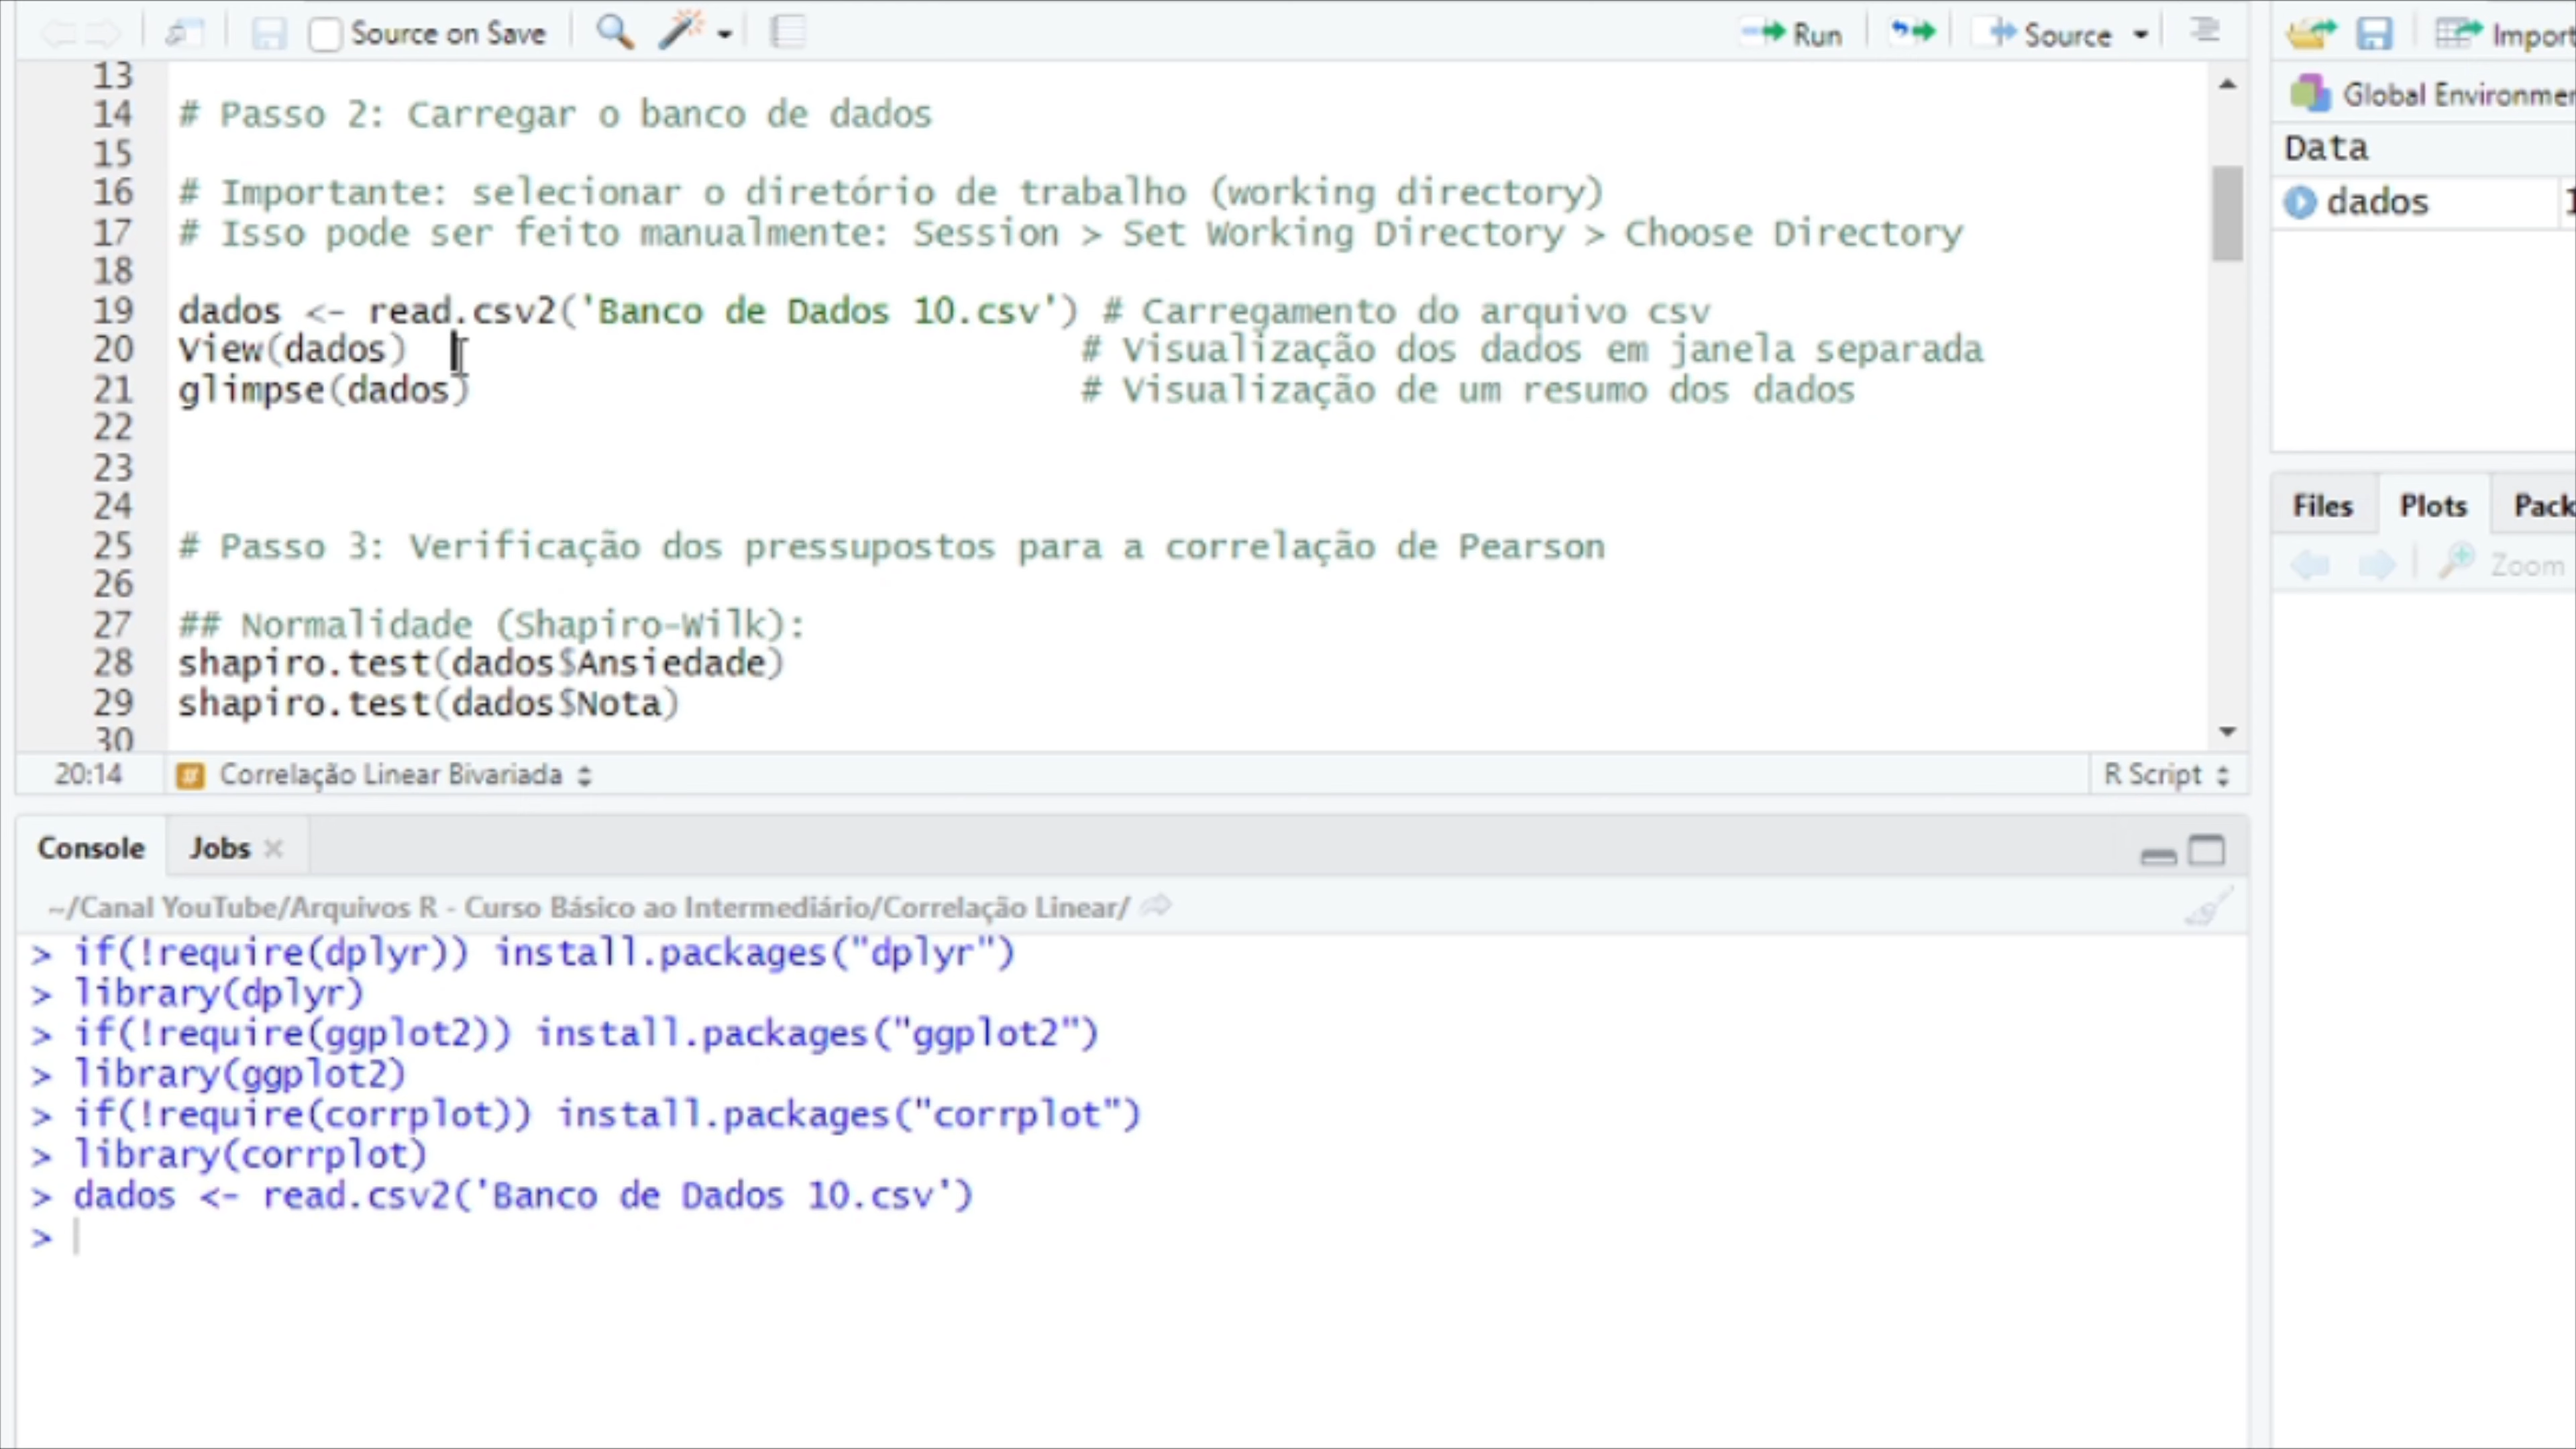 Source on Save
Run
Source
Import
Global Environmen
Data
dados 1
13
14 # Passo 2: Carregar o banco de dados
15
16 # Importante: selecionar o diretório de trabalho (working directory)
17 # Isso pode ser feito manualmente: Session > Set Working Directory > Choose Directory
18
19 dados <- read.csv2('Banco de Dados 10.csv') # Carregamento do arquivo csv
20 View(dados) # Visualização dos dados em janela separada
21 glimpse(dados) # Visualização de um resumo dos dados
22
23
24
25 # Passo 3: Verificação dos pressupostos para a correlação de Pearson
26
27 ## Normalidade (Shapiro-Wilk):
28 shapiro.test(dados$Ansiedade)
29 shapiro.test(dados$Nota)
30
20:14 # Correlação Linear Bivariada R Script
Files Plots Pack
Zoom
Console Jobs
~/Canal YouTube/Arquivos R - Curso Básico ao Intermediário/Correlação Linear/
> if(!require(dplyr)) install.packages("dplyr")
> library(dplyr)
> if(!require(ggplot2)) install.packages("ggplot2")
> library(ggplot2)
> if(!require(corrplot)) install.packages("corrplot")
> library(corrplot)
> dados <- read.csv2('Banco de Dados 10.csv')
>